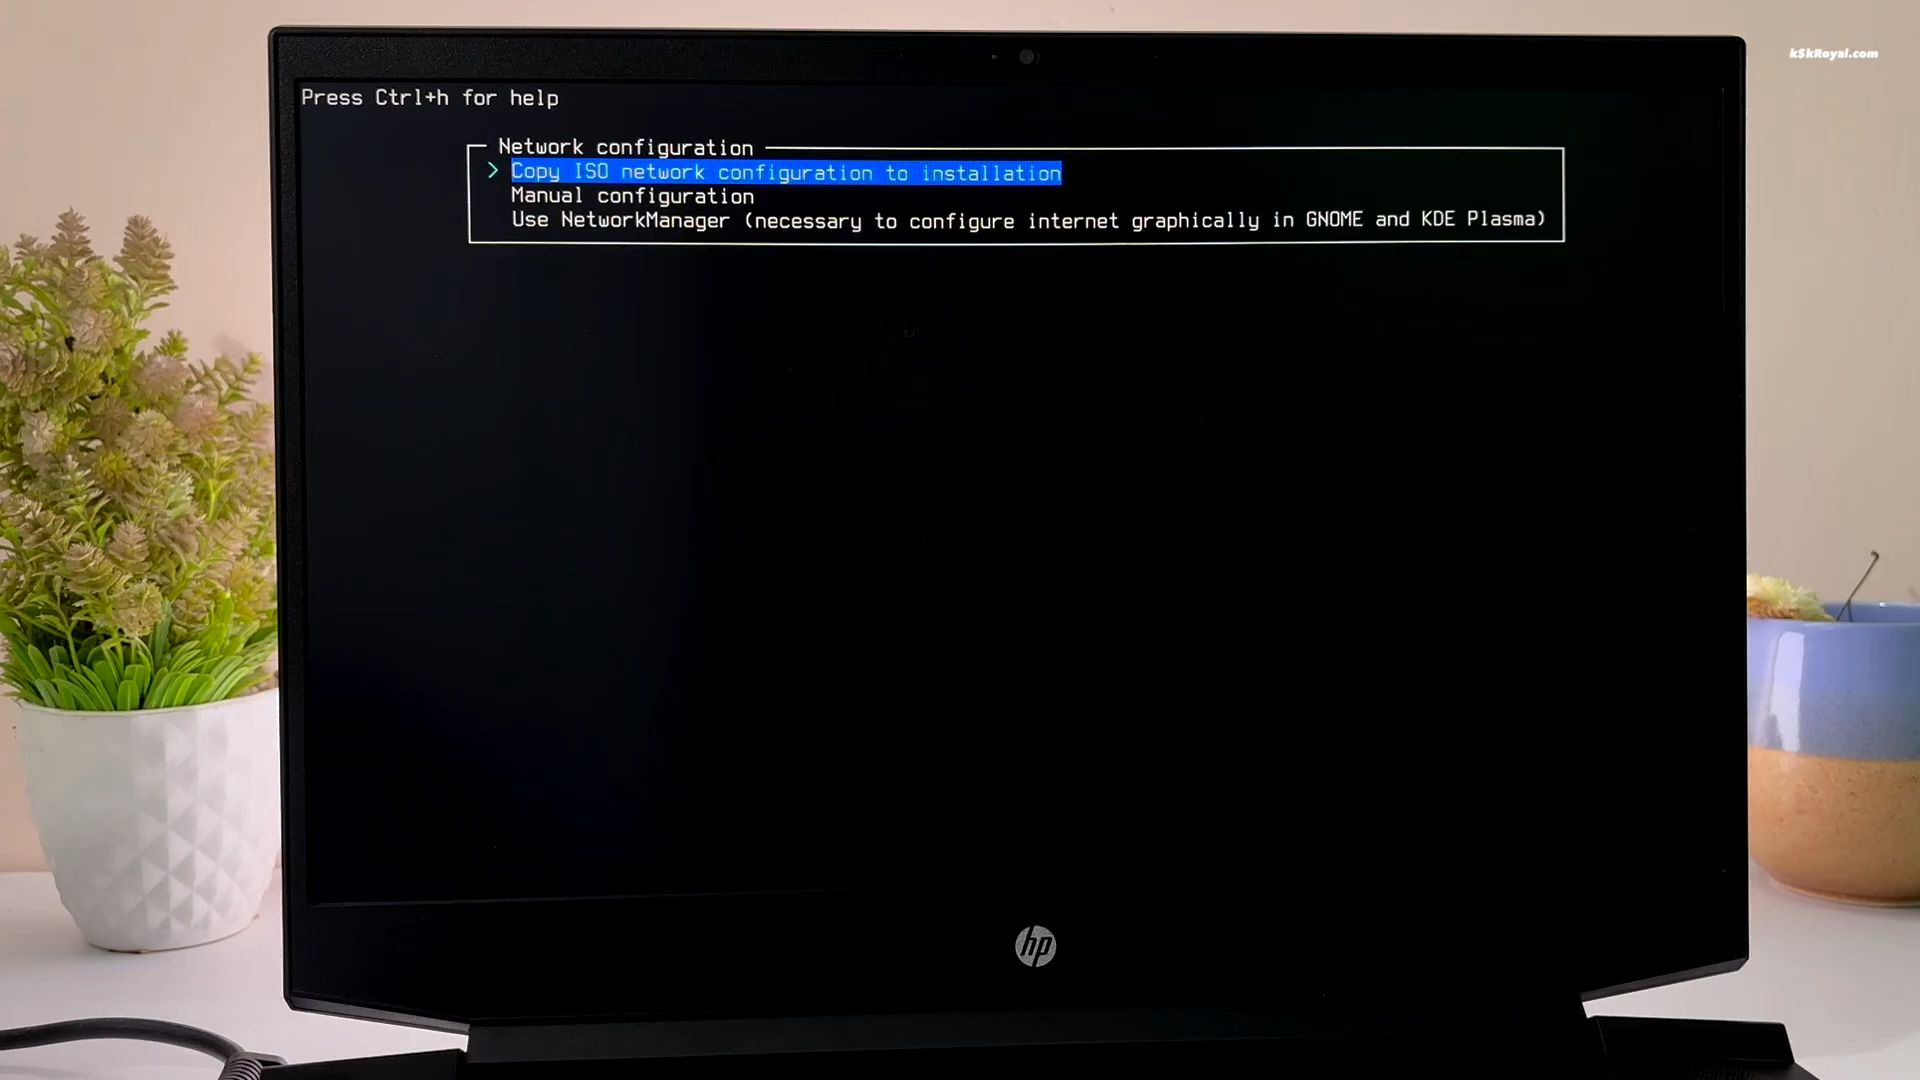 k$kRoyal.com
Press Ctrl+h for help
Network configuration
> Copy ISO network configuration to installation
Manual configuration
Use NetworkManager (necessary to configure internet graphically in GNOME and KDE Plasma)
hp